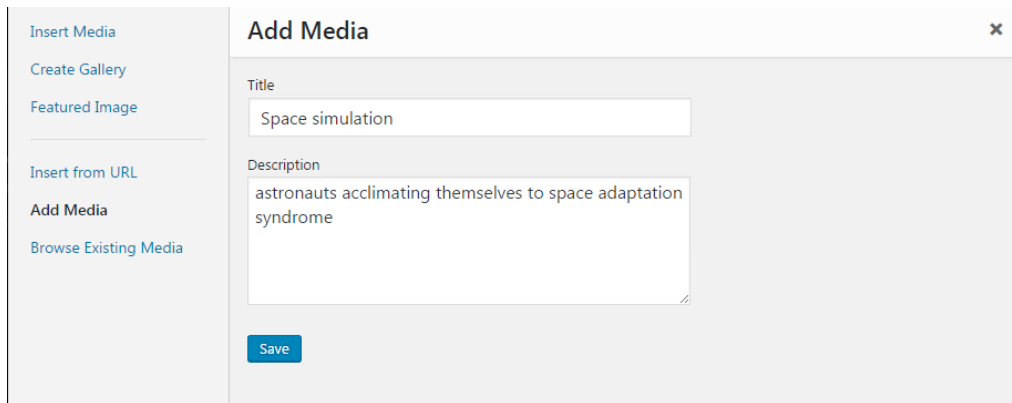 Insert Media
Create Gallery
Featured Image
Insert from URL
Add Media
Browse Existing Media
Add Media
Title
Space simulation
Description
astronauts acclimating themselves to space adaptation
syndrome
Save